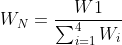 W_N = \frac{W1}{\sum_{i=1}^{4} W_i}